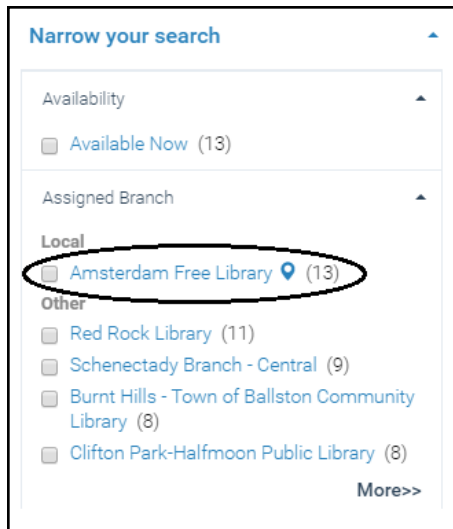 Narrow your search
Availability
Available Now (13)
Assigned Branch
Local
Amsterdam Free Library (13)
Other
Red Rock Library (11)
Schenectady Branch - Central (9)
Burnt Hills - Town of Ballston Community
Library (8)
Clifton Park-Halfmoon Public Library (8)
More>>